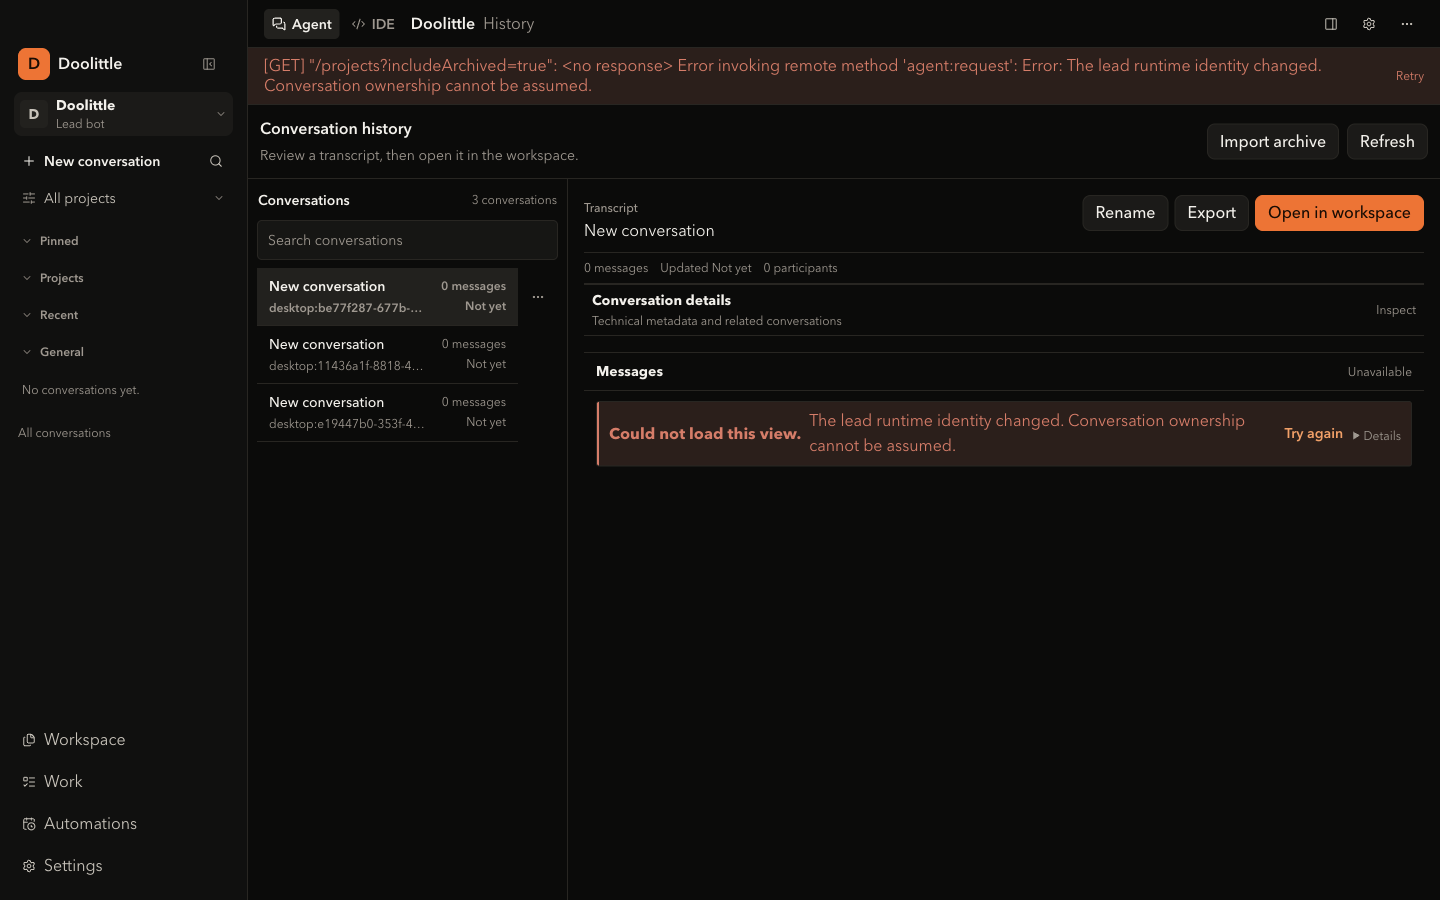 Agent
IDE
Doolittle History
D Doolittle
D Doolittle
Lead bot
New conversation
All projects
Pinned
Projects
Recent
General
No conversations yet.
All conversations
Workspace
Work
Automations
Settings
[GET] "/projects?includeArchived=true": <no response> Error invoking remote method 'agent:request': Error: The lead runtime identity changed.
Conversation ownership cannot be assumed.
Retry
Conversation history
Review a transcript, then open it in the workspace.
Import archive
Refresh
Conversations
3 conversations
Search conversations
New conversation 0 messages
desktop:be77f287-677b-... Not yet
New conversation 0 messages
desktop:11436a1f-8818-4... Not yet
New conversation 0 messages
desktop:e19447b0-353f-4... Not yet
Transcript
New conversation
Rename
Export
Open in workspace
0 messages Updated Not yet 0 participants
Conversation details
Technical metadata and related conversations
Inspect
Messages
Unavailable
Could not load this view.
The lead runtime identity changed. Conversation ownership
cannot be assumed.
Try again
Details